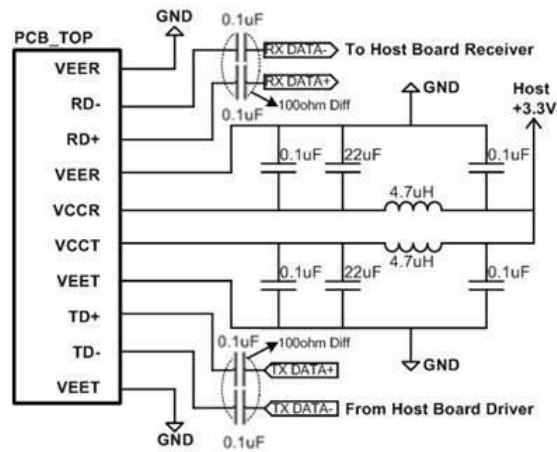 GND
0.1uF
PCB_TOP
RX DATA- To Host Board Receiver
VEER
RX DATA+
GND
Host
+3.3V
RD-
0.1uF
100ohm Diff
RD+
VEER
0.1uF
22uF
0.1uF
4.7uH
VCCR
VCCT
4.7uH
0.1uF
22uF
0.1uF
VEET
TD+
0.1uF
100ohm Diff
TX DATA+
GND
TD-
TX DATA- From Host Board Driver
VEET
GND
0.1uF